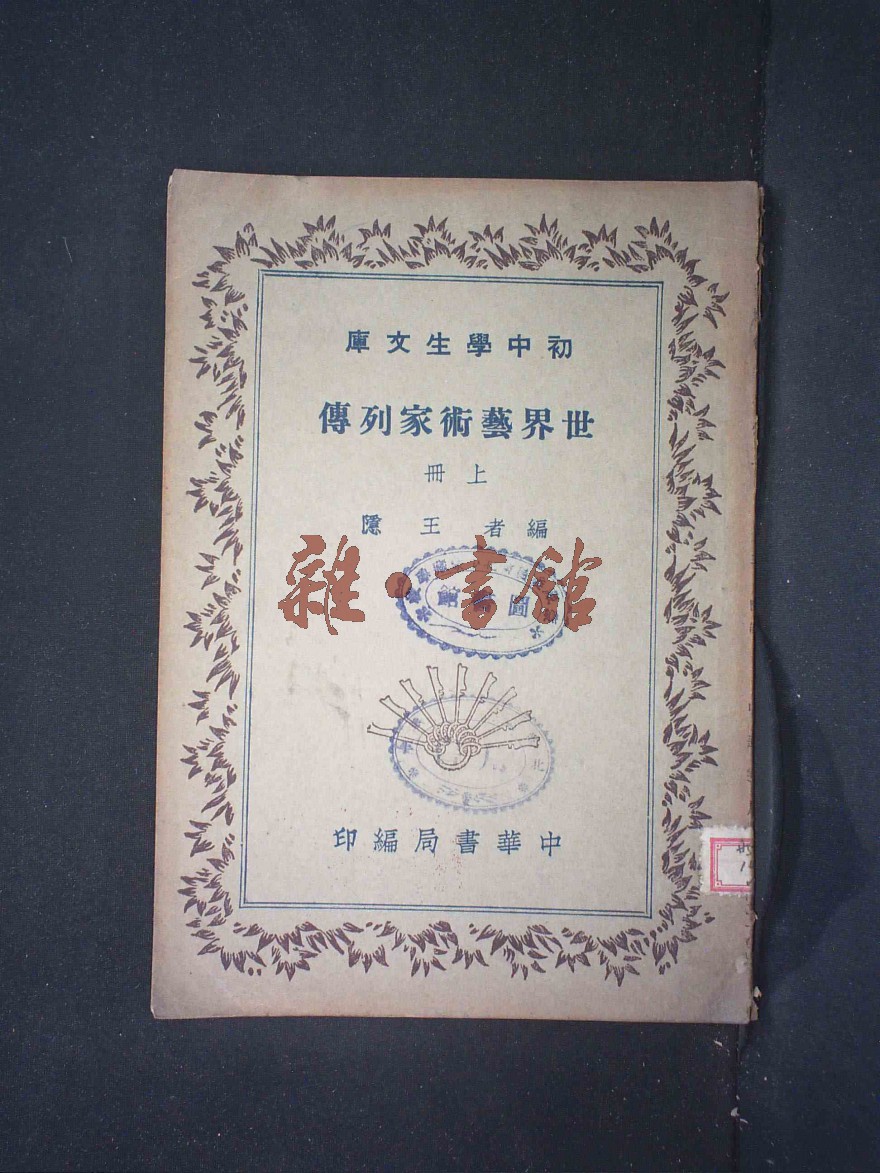 初中學生文庫
世界藝術家列傳
上冊
編者 王隱
雜·書館
中華書局編印